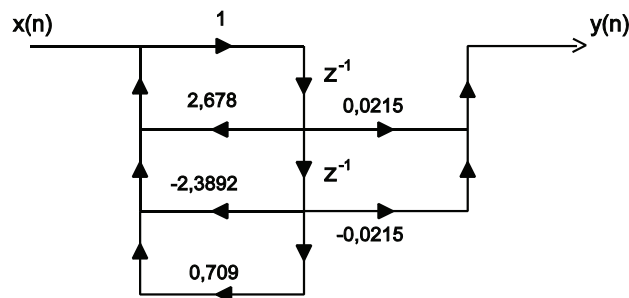 1
x(n)
y(n)
z⁻¹
2,678
0,0215
z⁻¹
-2,3892
-0,0215
0,709